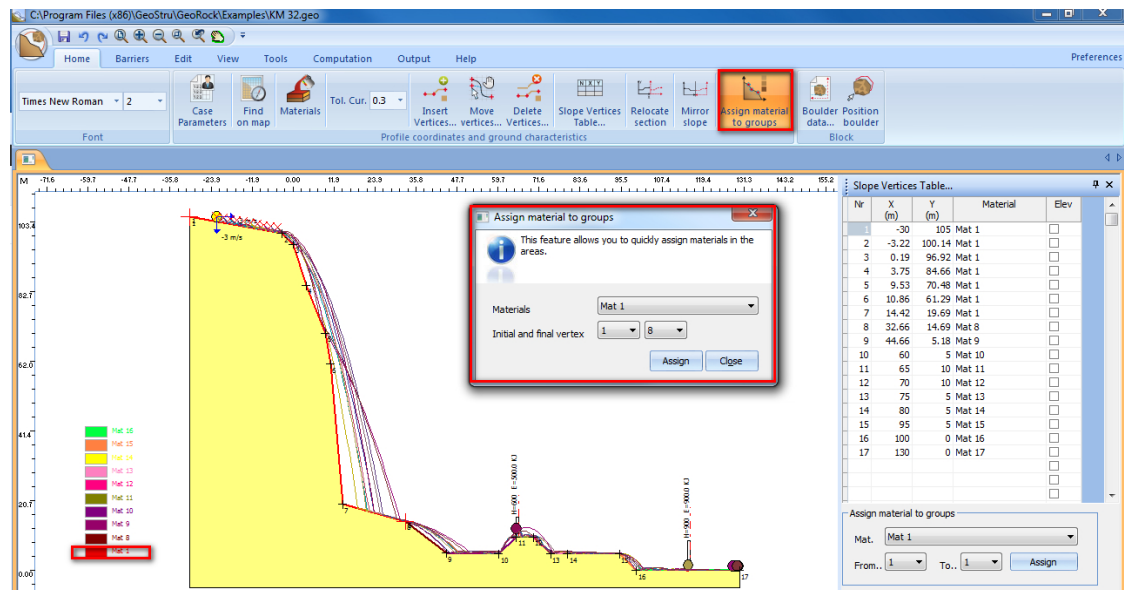 C:\Program Files (x86)\GeoStru\GeoRock\Examples\KM 32.geo
Home Barriers Edit View Tools Computation Output Help Preferences
Times New Roman 2
Case Parameters
Find on map
Materials
Tol. Cur. 0.3
Insert Vertices...
Move vertices...
Delete Vertices...
Slope Vertices Table...
Relocate section
Mirror slope
Assign material to groups
Boulder data...
Position boulder
Font
Profile coordinates and ground characteristics
Block
M -71.6 -59.7 -47.7 -35.8 -23.9 -11.9 0.00 11.9 23.9 35.8 47.7 59.7 71.6 83.6 95.5 107.4 119.4 131.3 143.2 155.2
103.4
82.7
62.0
41.4
20.7
0.00
-3 m/s
Mat 16
Mat 15
Mat 14
Mat 13
Mat 12
Mat 11
Mat 10
Mat 9
Mat 8
Mat 1
1
7
9
10
11
13
14
16
17
H=600 E=500.0 KJ
H=900 E=900.0 KJ
Assign material to groups
This feature allows you to quickly assign materials in the
areas.
Materials Mat 1
Initial and final vertex 1 8
Assign Close
Slope Vertices Table...
Nr X (m) Y (m) Material Elev
1 -30 105 Mat 1
2 -3.22 100.14 Mat 1
3 0.19 96.92 Mat 1
4 3.75 84.66 Mat 1
5 9.53 70.48 Mat 1
6 10.86 61.29 Mat 1
7 14.42 19.69 Mat 1
8 32.66 14.69 Mat 8
9 44.66 5.18 Mat 9
10 60 5 Mat 10
11 65 10 Mat 11
12 70 10 Mat 12
13 75 5 Mat 13
14 80 5 Mat 14
15 95 5 Mat 15
16 100 0 Mat 16
17 130 0 Mat 17
Assign material to groups
Mat. Mat 1
From.. 1 To.. 1 Assign